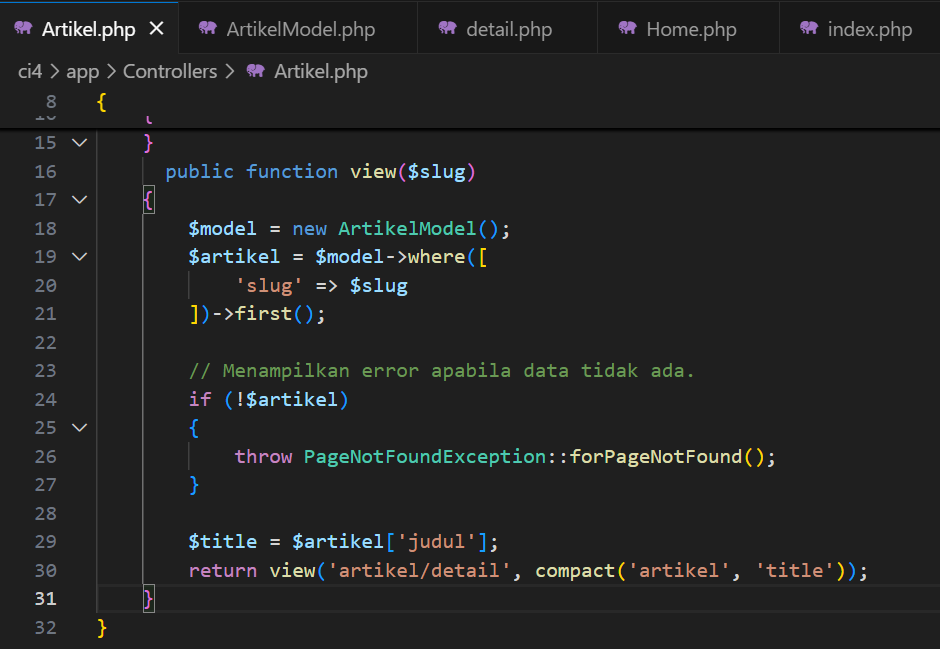 Artikel.php ArtikelModel.php detail.php Home.php index.php
ci4 > app > Controllers > Artikel.php
8 {
15 }
16 public function view($slug)
17 {
18 $model = new ArtikelModel();
19 $artikel = $model->where([
20 'slug' => $slug
21 ])->first();
22
23 // Menampilkan error apabila data tidak ada.
24 if (!$artikel)
25 {
26 throw PageNotFoundException::forPageNotFound();
27 }
28
29 $title = $artikel['judul'];
30 return view('artikel/detail', compact('artikel', 'title'));
31 }
32 }